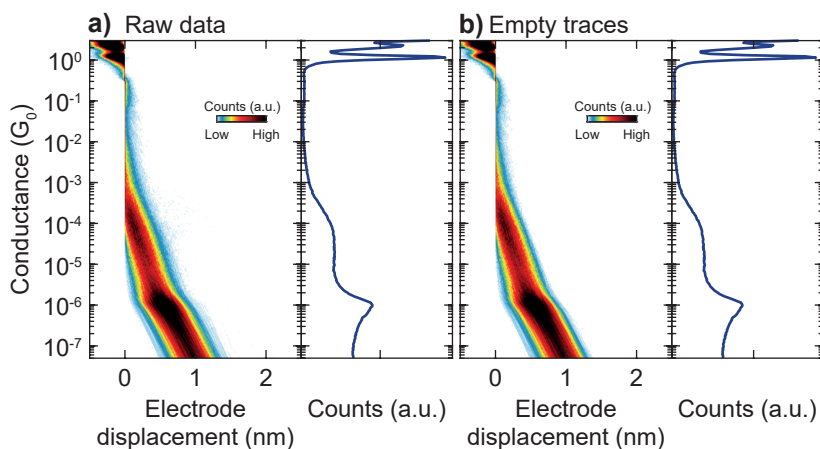 a) Raw data
b) Empty traces
Conductance (G₀)
10⁰
10⁻¹
10⁻²
10⁻³
10⁻⁴
10⁻⁵
10⁻⁶
10⁻⁷
Counts (a.u.)
Low High
Counts (a.u.)
Low High
0 1 2
0 1 2
Electrode
displacement (nm)
Counts (a.u.)
Electrode
displacement (nm)
Counts (a.u.)